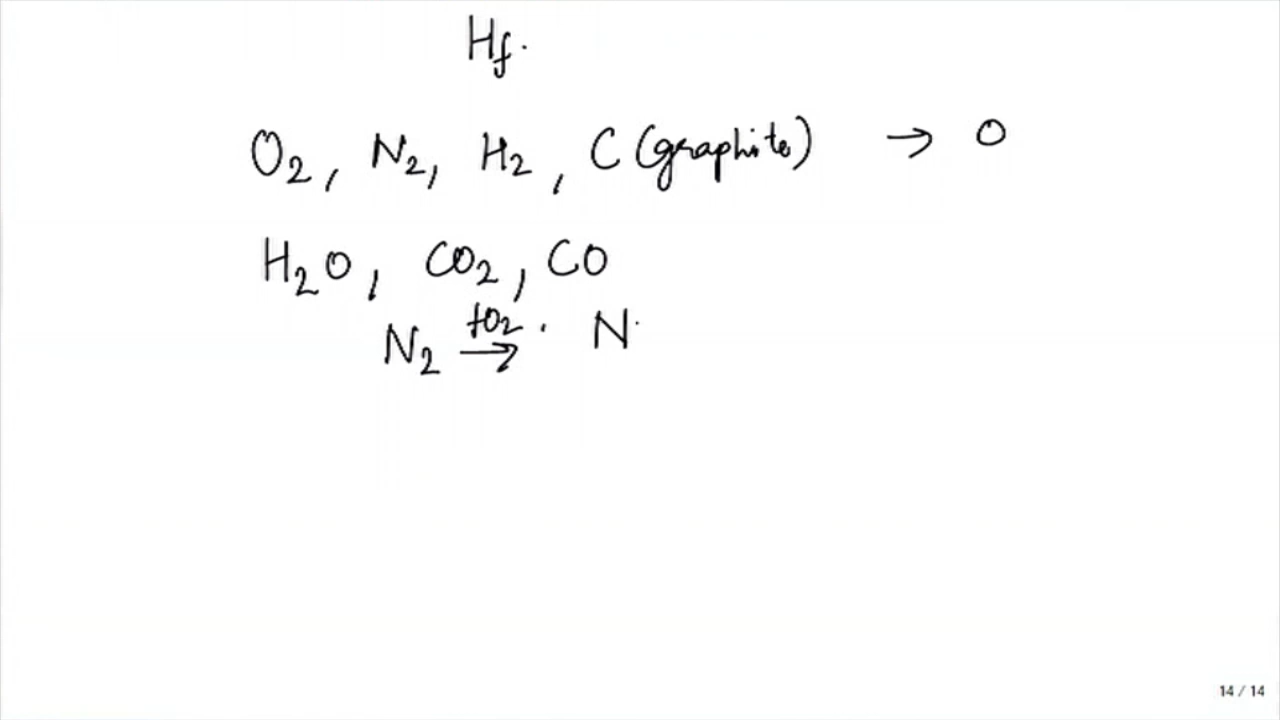 Hf.
O2, N2, H2, C (graphite) → 0
H2O, CO2, CO
N2 +O2 → . N
14 / 14